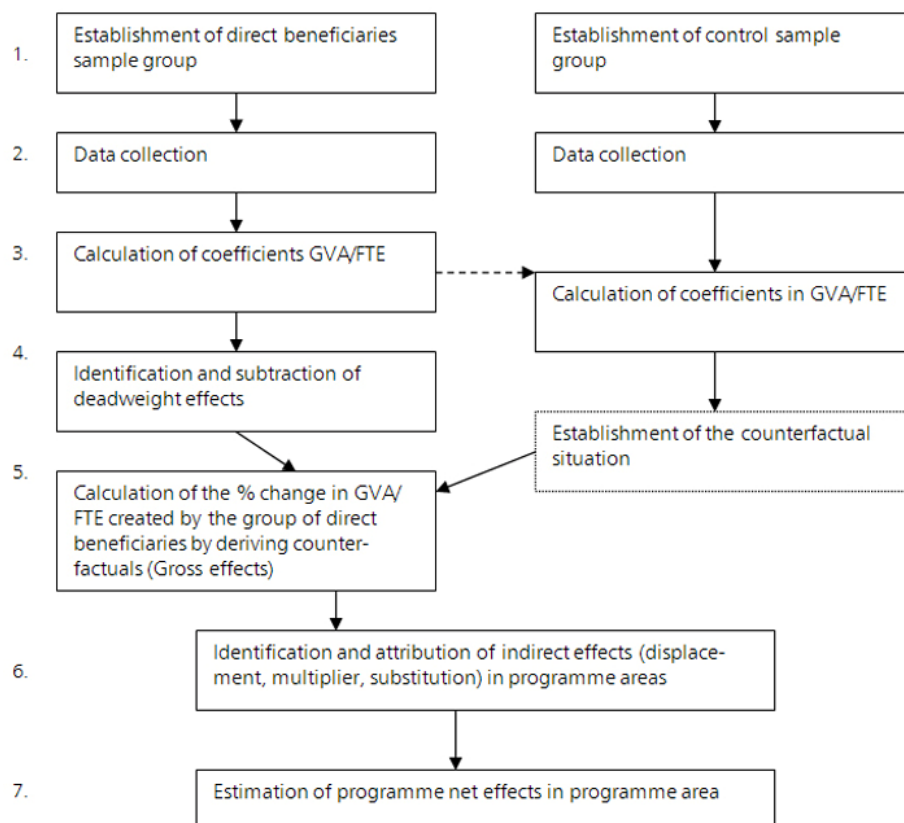 1.
Establishment of direct beneficiaries
sample group
Establishment of control sample
group
2.
Data collection
Data collection
3.
Calculation of coefficients GVA/FTE
Calculation of coefficients in GVA/FTE
4.
Identification and subtraction of
deadweight effects
Establishment of the counterfactual
situation
5.
Calculation of the % change in GVA/
FTE created by the group of direct
beneficiaries by deriving counter-
factuals (Gross effects)
6.
Identification and attribution of indirect effects (displace-
ment, multiplier, substitution) in programme areas
7.
Estimation of programme net effects in programme area